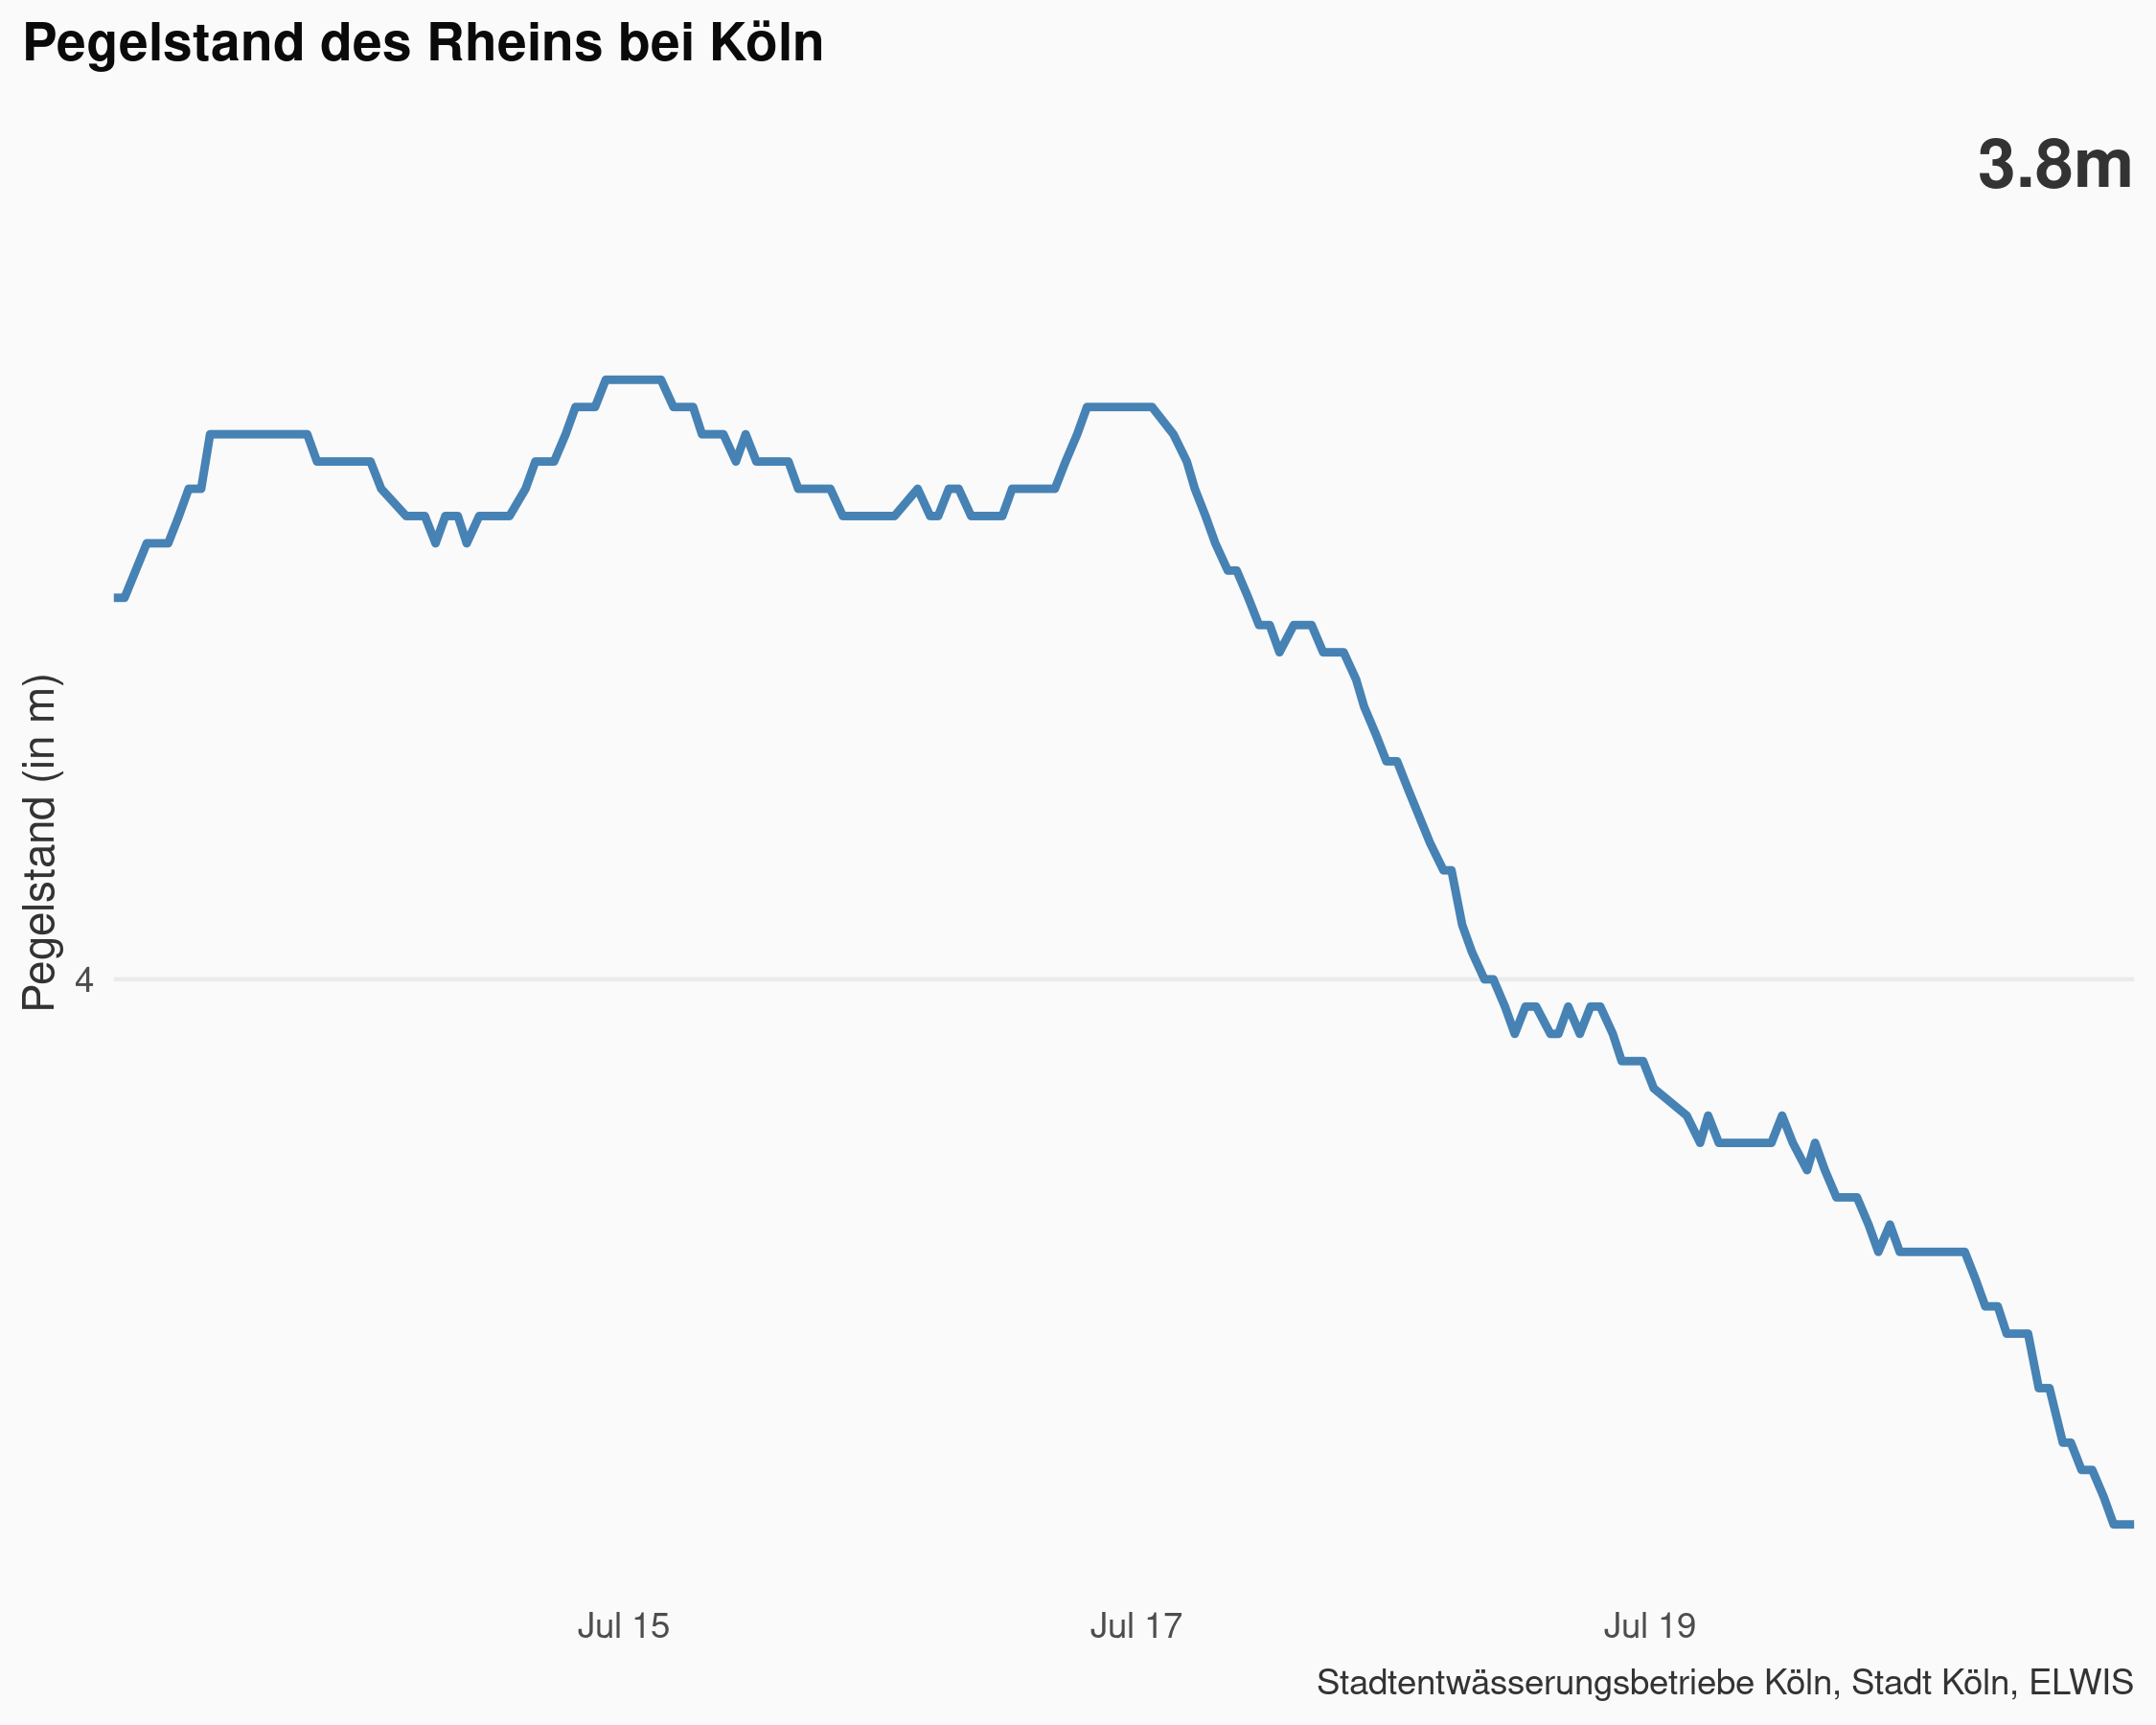 Pegelstand des Rheins bei Köln
3.8m
Pegelstand (in m)
4
Jul 15
Jul 17
Jul 19
Stadtentwässerungsbetriebe Köln, Stadt Köln, ELWIS